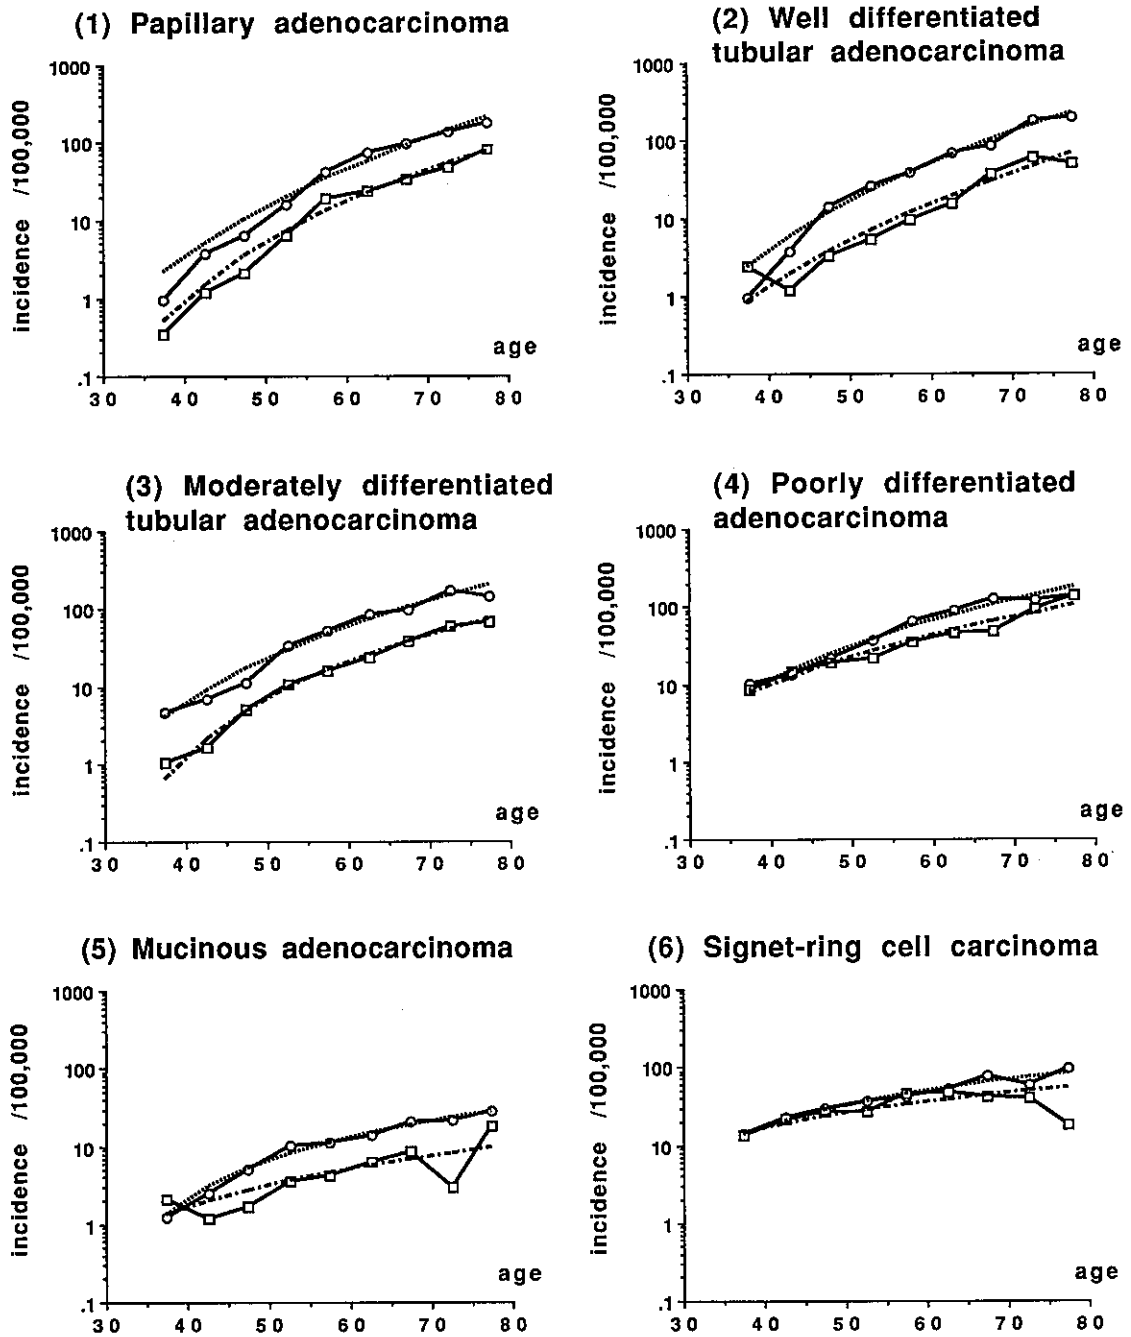 (1) Papillary adenocarcinoma
incidence /100,000
1000
100
10
1
.1
age
30 40 50 60 70 80
(2) Well differentiated
tubular adenocarcinoma
incidence /100,000
1000
100
10
1
.1
age
30 40 50 60 70 80
(3) Moderately differentiated
tubular adenocarcinoma
incidence /100,000
1000
100
10
1
.1
age
30 40 50 60 70 80
(4) Poorly differentiated
adenocarcinoma
incidence /100,000
1000
100
10
1
.1
age
30 40 50 60 70 80
(5) Mucinous adenocarcinoma
incidence /100,000
1000
100
10
1
.1
age
30 40 50 60 70 80
(6) Signet-ring cell carcinoma
incidence /100,000
1000
100
10
1
.1
age
30 40 50 60 70 80